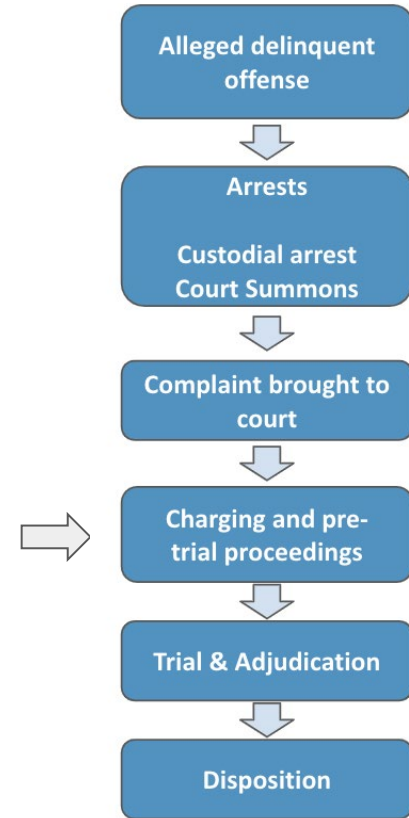 Alleged delinquent
offense
Arrests
Custodial arrest
Court Summons
Complaint brought to
court
Charging and pre-
trial proceedings
Trial & Adjudication
Disposition